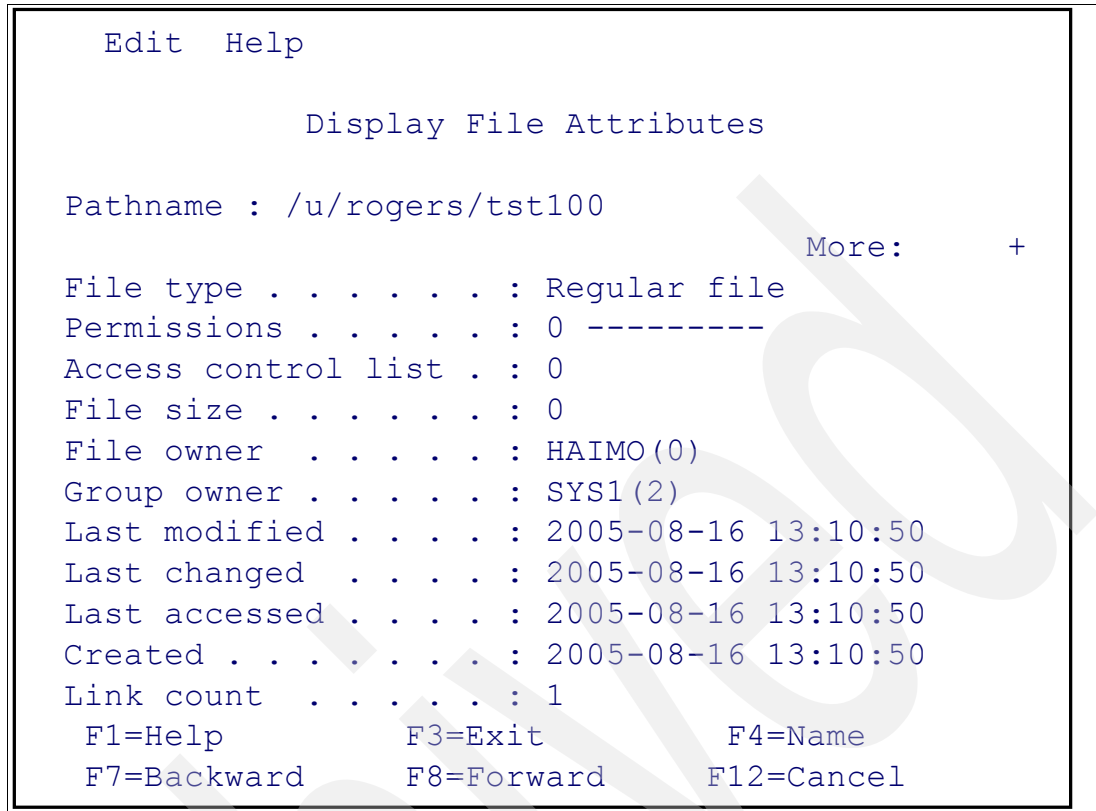 Edit  Help
Display File Attributes
Pathname : /u/rogers/tst100
More:     +
File type . . . . . . : Regular file
Permissions . . . . . : 0 ---------
Access control list . : 0
File size . . . . . . : 0
File owner  . . . . . : HAIMO(0)
Group owner . . . . . : SYS1(2)
Last modified . . . . : 2005-08-16 13:10:50
Last changed  . . . . : 2005-08-16 13:10:50
Last accessed . . . . : 2005-08-16 13:10:50
Created . . . . . . . : 2005-08-16 13:10:50
Link count  . . . . . : 1
F1=Help          F3=Exit          F4=Name
F7=Backward      F8=Forward      F12=Cancel